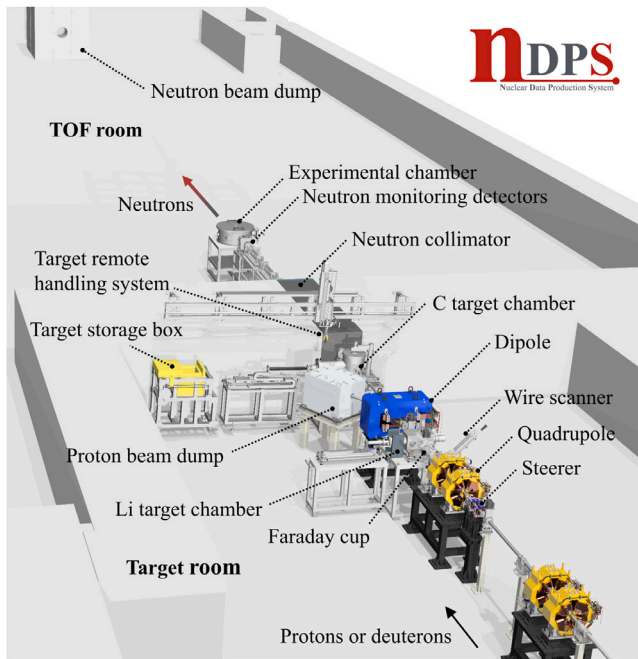 nDPS
Nuclear Data Production System
Neutron beam dump
TOF room
Experimental chamber
Neutron monitoring detectors
Neutrons
Neutron collimator
Target remote
handling system
C target chamber
Target storage box
Dipole
Wire scanner
Quadrupole
Proton beam dump
Steerer
Li target chamber
Faraday cup
Target room
Protons or deuterons